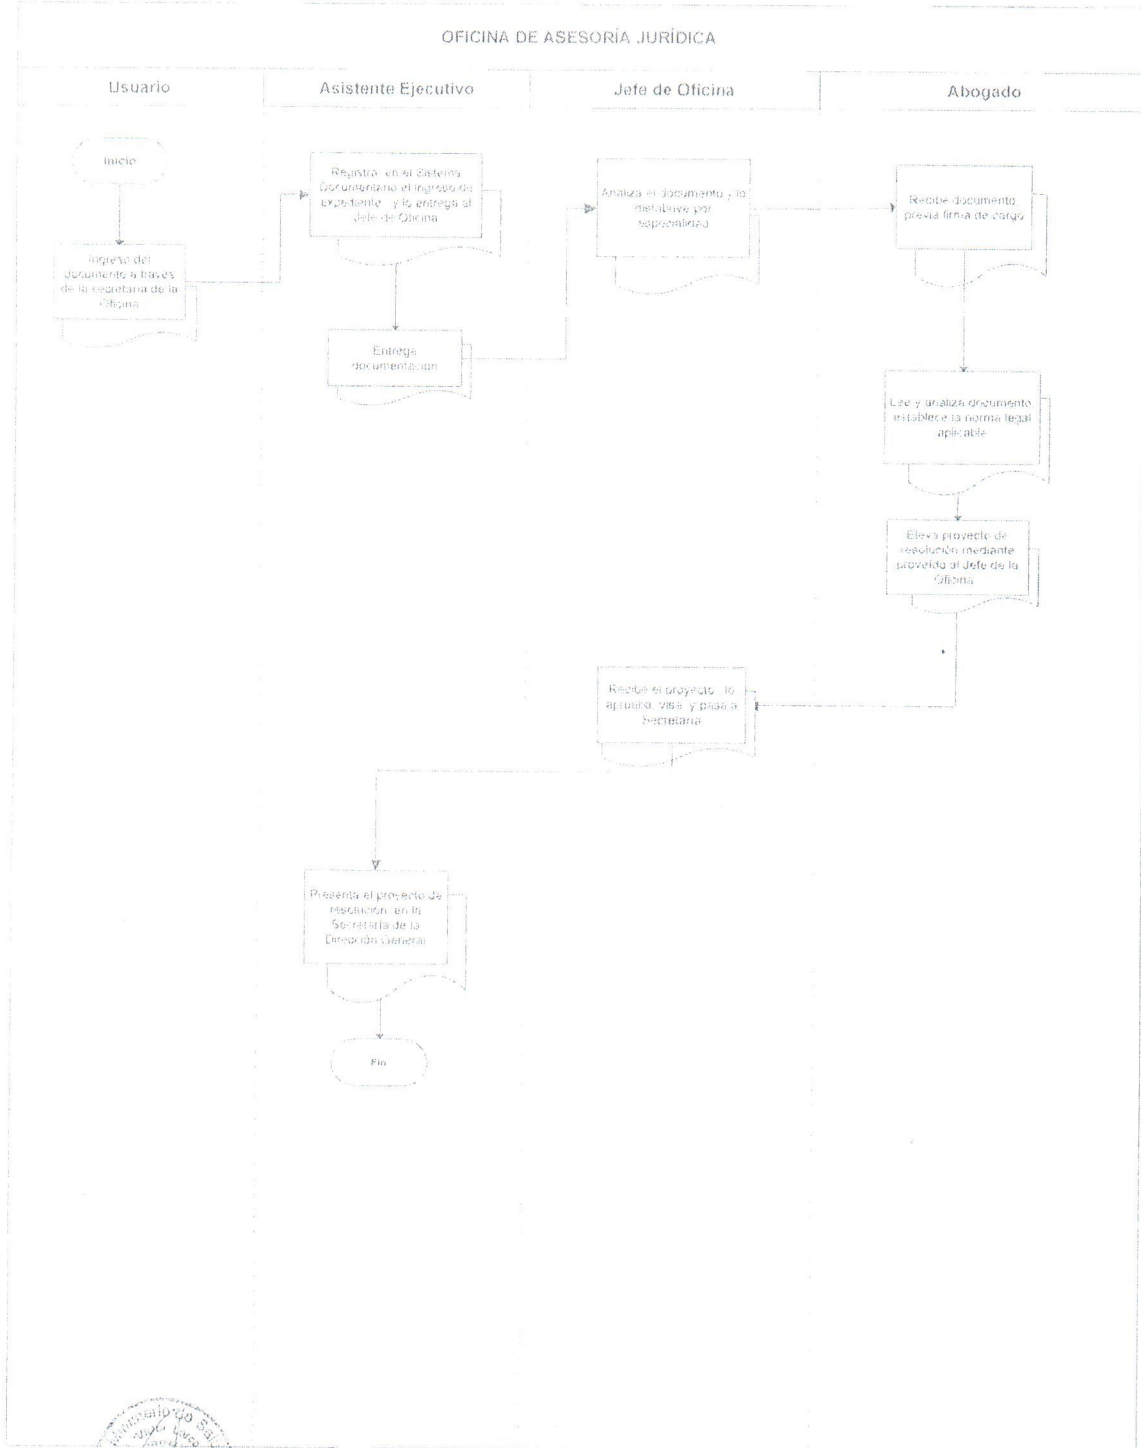 OFICINA DE ASESORÍA JURÍDICA
Usuario
Asistente Ejecutivo
Jefe de Oficina
Abogado
Inicio
Ingreso del
documento a través
de la secretaria de la
Oficina
Registra en el Sistema
Documentario el ingreso de
expediente y lo entrega al
Jefe de Oficina
Entrega
documentación
Analiza el documento y lo
distribuye por
especialidad
Recibe documento
previa firma de cargo
Lee y analiza documento
establece la norma legal
aplicable
Eleva proyecto de
resolución mediante
proveído al Jefe de la
Oficina
Recibe el proyecto, lo
aprueba, visa y pasa a
Secretaría
Presenta el proyecto de
resolución en la
Secretaría de la
Dirección General
Fin
Ministerio de